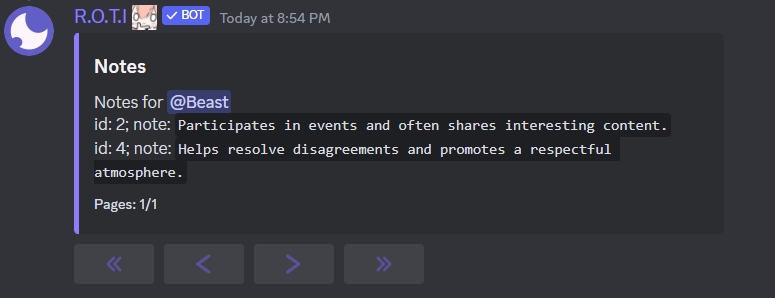 R.O.T.I ✓ BOT Today at 8:54 PM
Notes
Notes for @Beast
id: 2; note: Participates in events and often shares interesting content.
id: 4; note: Helps resolve disagreements and promotes a respectful
atmosphere.
Pages: 1/1
« < > »